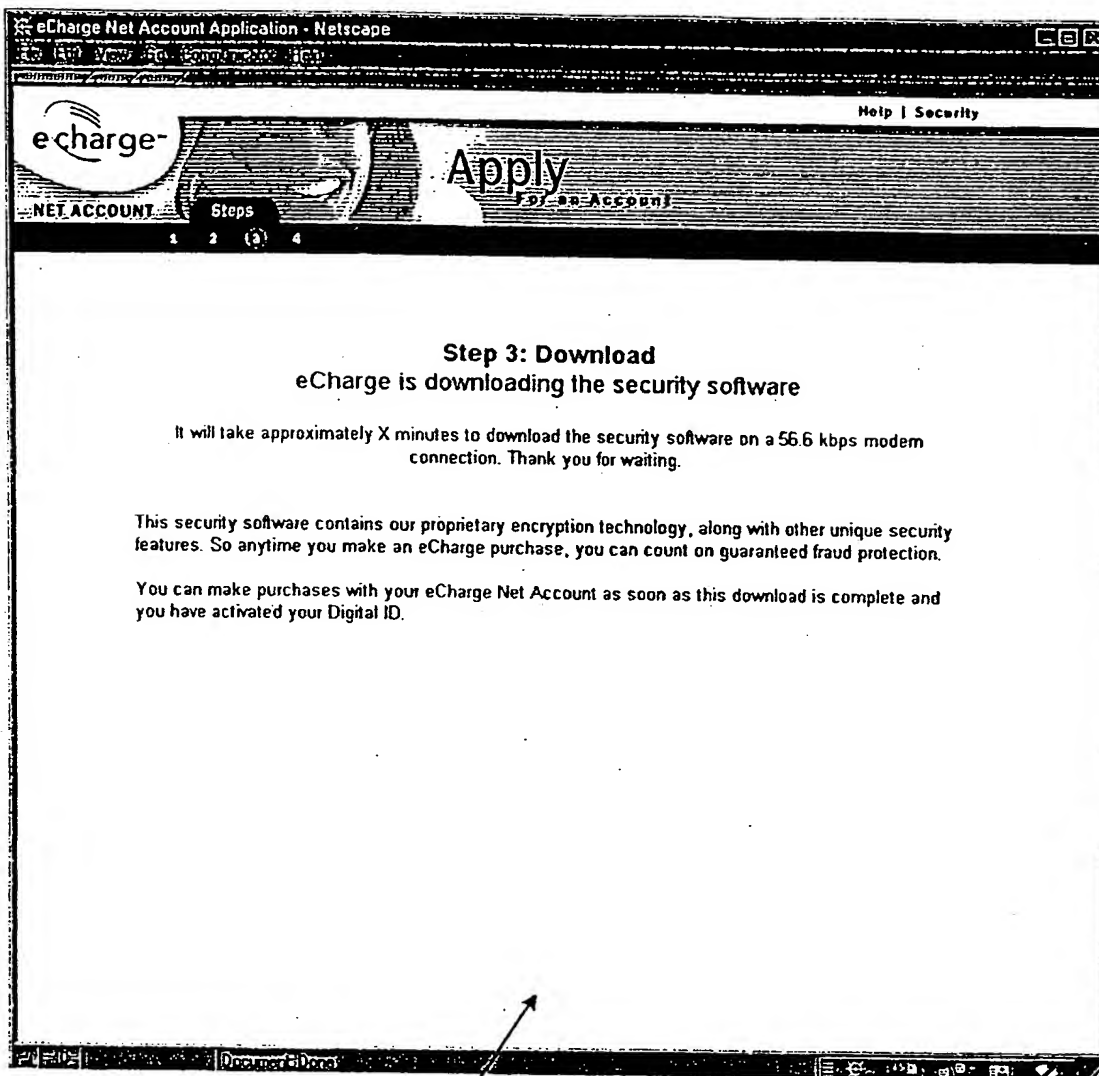 eCharge Net Account Application - Netscape
Help | Security
echarge™
Apply
For an Account
NET ACCOUNT
Steps
1 2 (3) 4
Step 3: Download
eCharge is downloading the security software
It will take approximately X minutes to download the security software on a 56.6 kbps modem
connection. Thank you for waiting.
This security software contains our proprietary encryption technology, along with other unique security
features. So anytime you make an eCharge purchase, you can count on guaranteed fraud protection.
You can make purchases with your eCharge Net Account as soon as this download is complete and
you have activated your Digital ID.
Document: Done